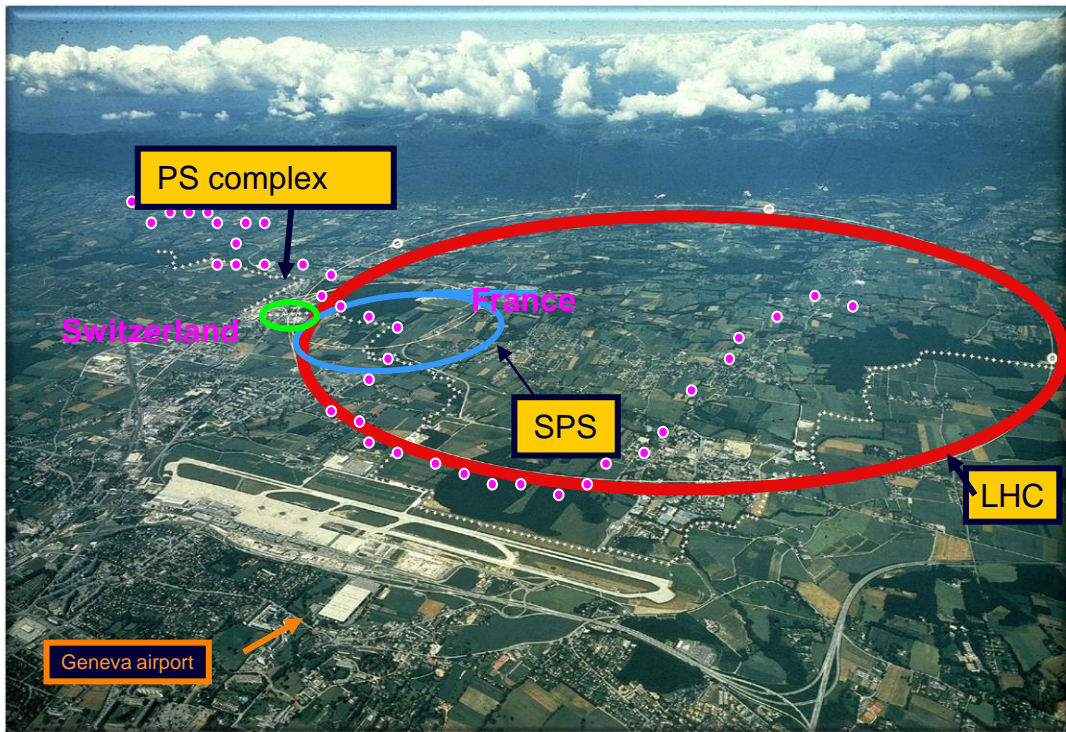 PS complex
France
Switzerland
SPS
LHC
Geneva airport